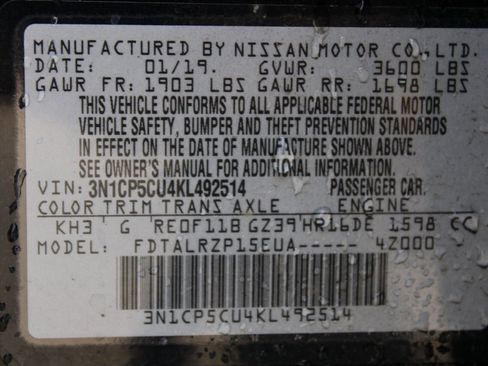 MANUFACTURED BY NISSAN MOTOR CO., LTD.
DATE: 01/19. GVWR: 3600 LBS
GAWR FR: 1903 LBS GAWR RR: 1698 LBS
THIS VEHICLE CONFORMS TO ALL APPLICABLE FEDERAL MOTOR
VEHICLE SAFETY, BUMPER AND THEFT PREVENTION STANDARDS
IN EFFECT ON THE DATE OF MANUFACTURE SHOWN ABOVE.
SEE OWNER'S MANUAL FOR ADDITIONAL INFORMATION.
VIN: 3N1CP5CU4KL492514 PASSENGER CAR.
COLOR TRIM TRANS AXLE ENGINE
KH3 G RE0F11B GZ39 HR16DE 1598 CC
MODEL: FDTALRZP15EUA----- 4Z000
3N1CP5CU4KL492514